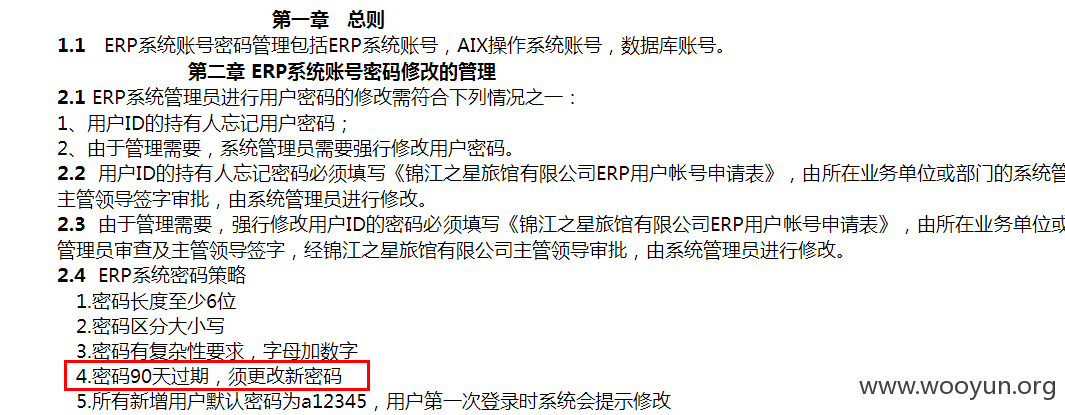 第一章 总则
1.1 ERP系统账号密码管理包括ERP系统账号，AIX操作系统账号，数据库账号。
第二章 ERP系统账号密码修改的管理
2.1 ERP系统管理员进行用户密码的修改需符合下列情况之一：
1、用户ID的持有人忘记用户密码；
2、由于管理需要，系统管理员需要强行修改用户密码。
2.2 用户ID的持有人忘记密码必须填写《锦江之星旅馆有限公司ERP用户帐号申请表》，由所在业务单位或部门的系统管
主管领导签字审批，由系统管理员进行修改。
2.3 由于管理需要，强行修改用户ID的密码必须填写《锦江之星旅馆有限公司ERP用户帐号申请表》，由所在业务单位或
管理员审查及主管领导签字，经锦江之星旅馆有限公司主管领导审批，由系统管理员进行修改。
2.4 ERP系统密码策略
1.密码长度至少6位
2.密码区分大小写
3.密码有复杂性要求，字母加数字
4.密码90天过期，须更改新密码
5.所有新增用户默认密码为a12345，用户第一次登录时系统会提示修改
www.wooyun.org